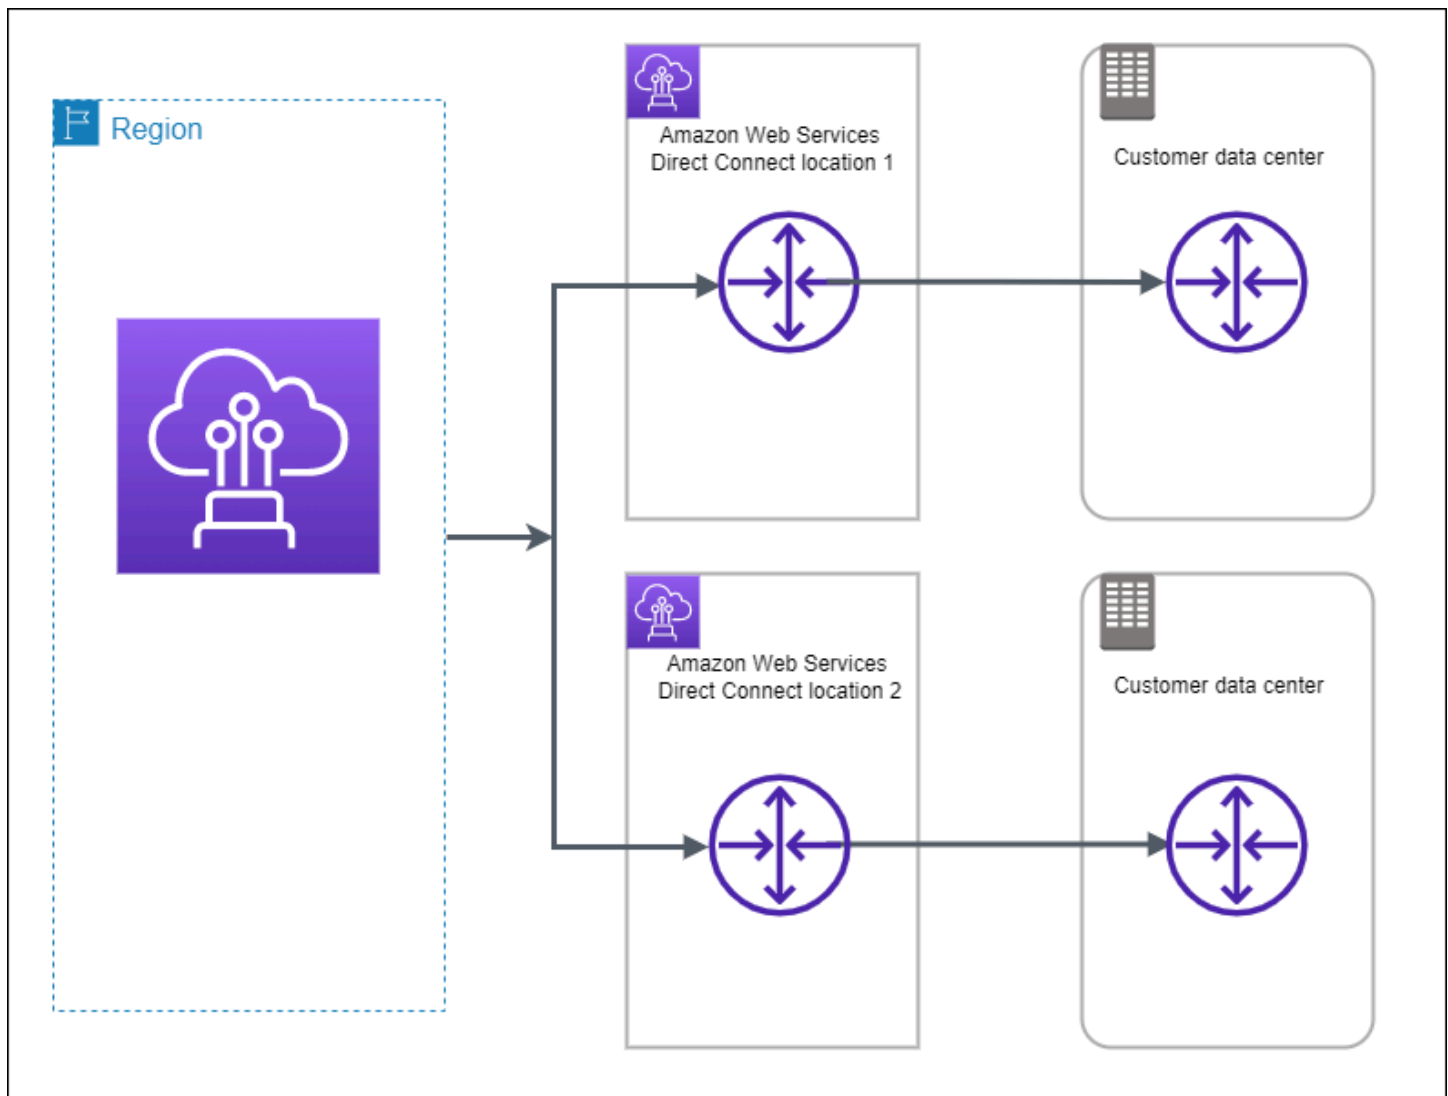 Region
Amazon Web Services
Direct Connect location 1
Customer data center
Amazon Web Services
Direct Connect location 2
Customer data center